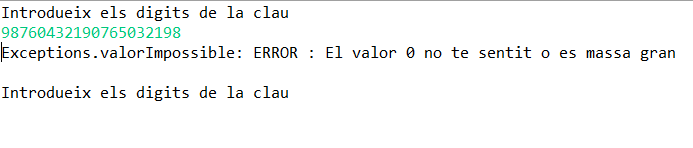 Introdueix els digits de la clau
98760432190765032198
Exceptions.valorImpossible: ERROR : El valor 0 no te sentit o es massa gran
Introdueix els digits de la clau